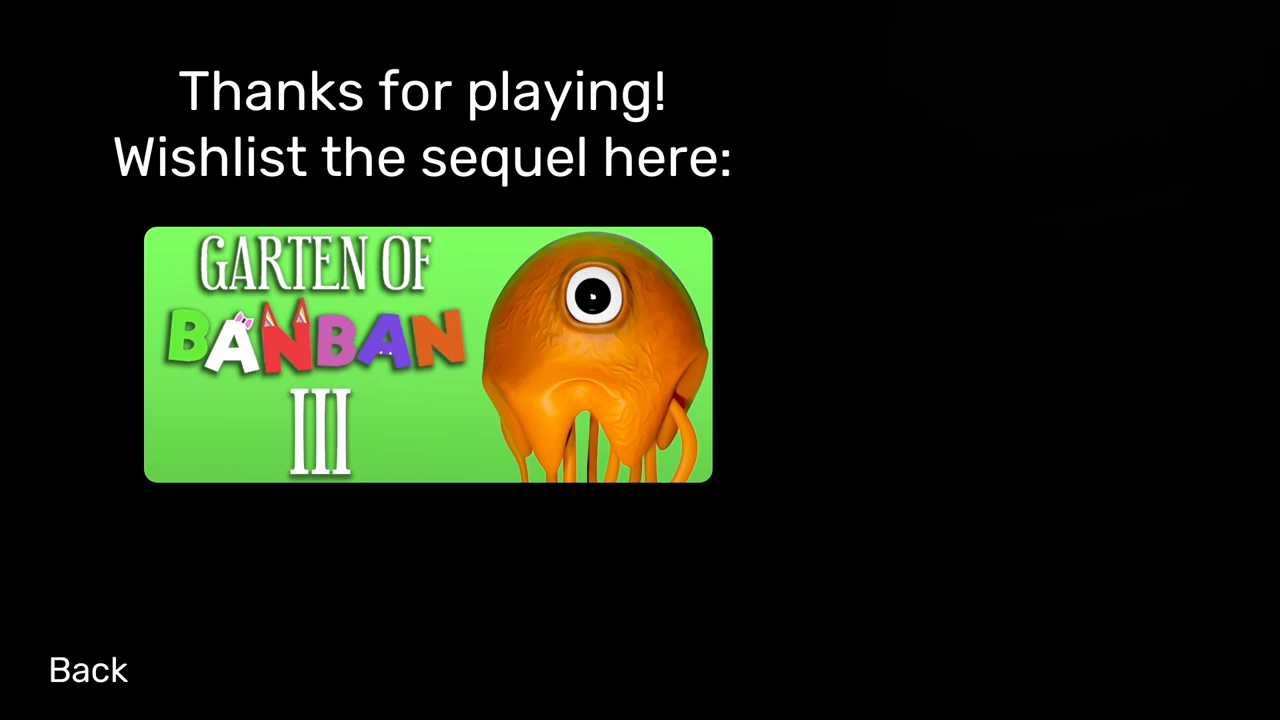 Thanks for playing!
Wishlist the sequel here:
GARTEN OF
BANBAN
III
Back